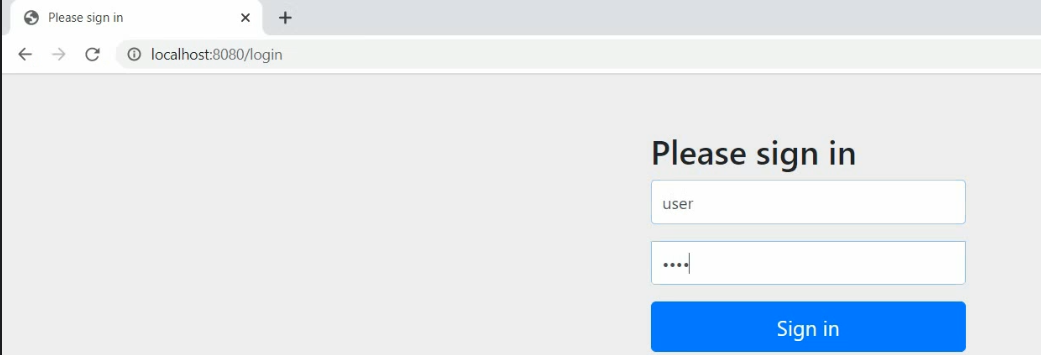 Please sign in
localhost:8080/login
Please sign in
user
••••
Sign in